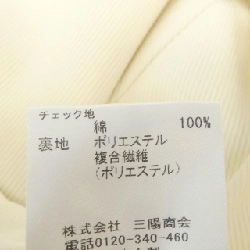 チェック地
綿 100%
裏地 ポリエステル
複合繊維
(ポリエステル)
株式会社 三陽商会
電話0120-340-460